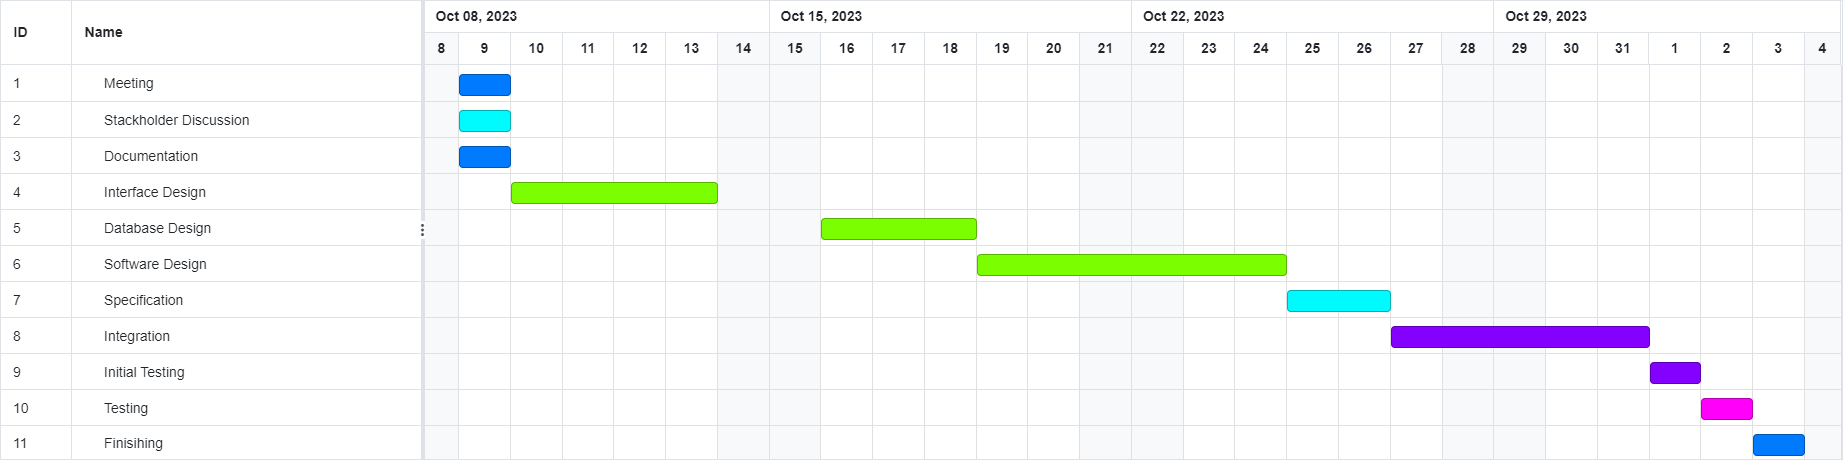 ID Name Oct 08, 2023 Oct 15, 2023 Oct 22, 2023 Oct 29, 2023
8 9 10 11 12 13 14 15 16 17 18 19 20 21 22 23 24 25 26 27 28 29 30 31 1 2 3 4
1 Meeting
2 Stackholder Discussion
3 Documentation
4 Interface Design
5 Database Design
6 Software Design
7 Specification
8 Integration
9 Initial Testing
10 Testing
11 Finisihing